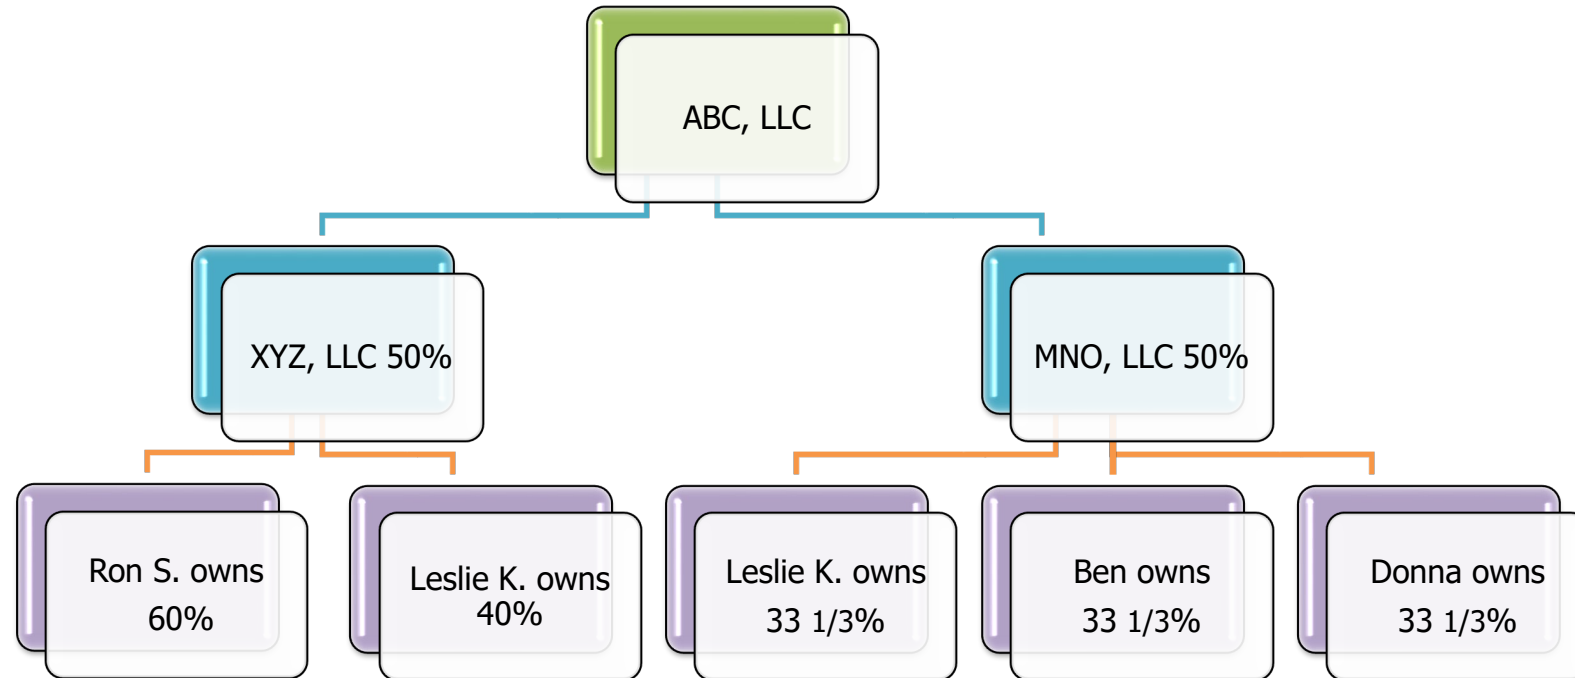 ABC, LLC
XYZ, LLC 50%
MNO, LLC 50%
Ron S. owns
60%
Leslie K. owns
40%
Leslie K. owns
33 1/3%
Ben owns
33 1/3%
Donna owns
33 1/3%